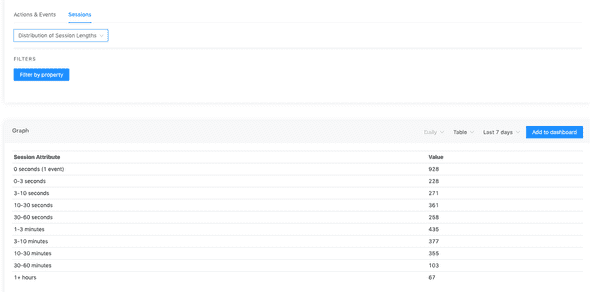 Actions & Events Sessions
Distribution of Session Lengths
FILTERS
Filter by property
Graph Daily Table Last 7 days Add to dashboard
Session Attribute Value
0 seconds (1 event) 928
0-3 seconds 228
3-10 seconds 271
10-30 seconds 361
30-60 seconds 258
1-3 minutes 435
3-10 minutes 377
10-30 minutes 355
30-60 minutes 103
1+ hours 67